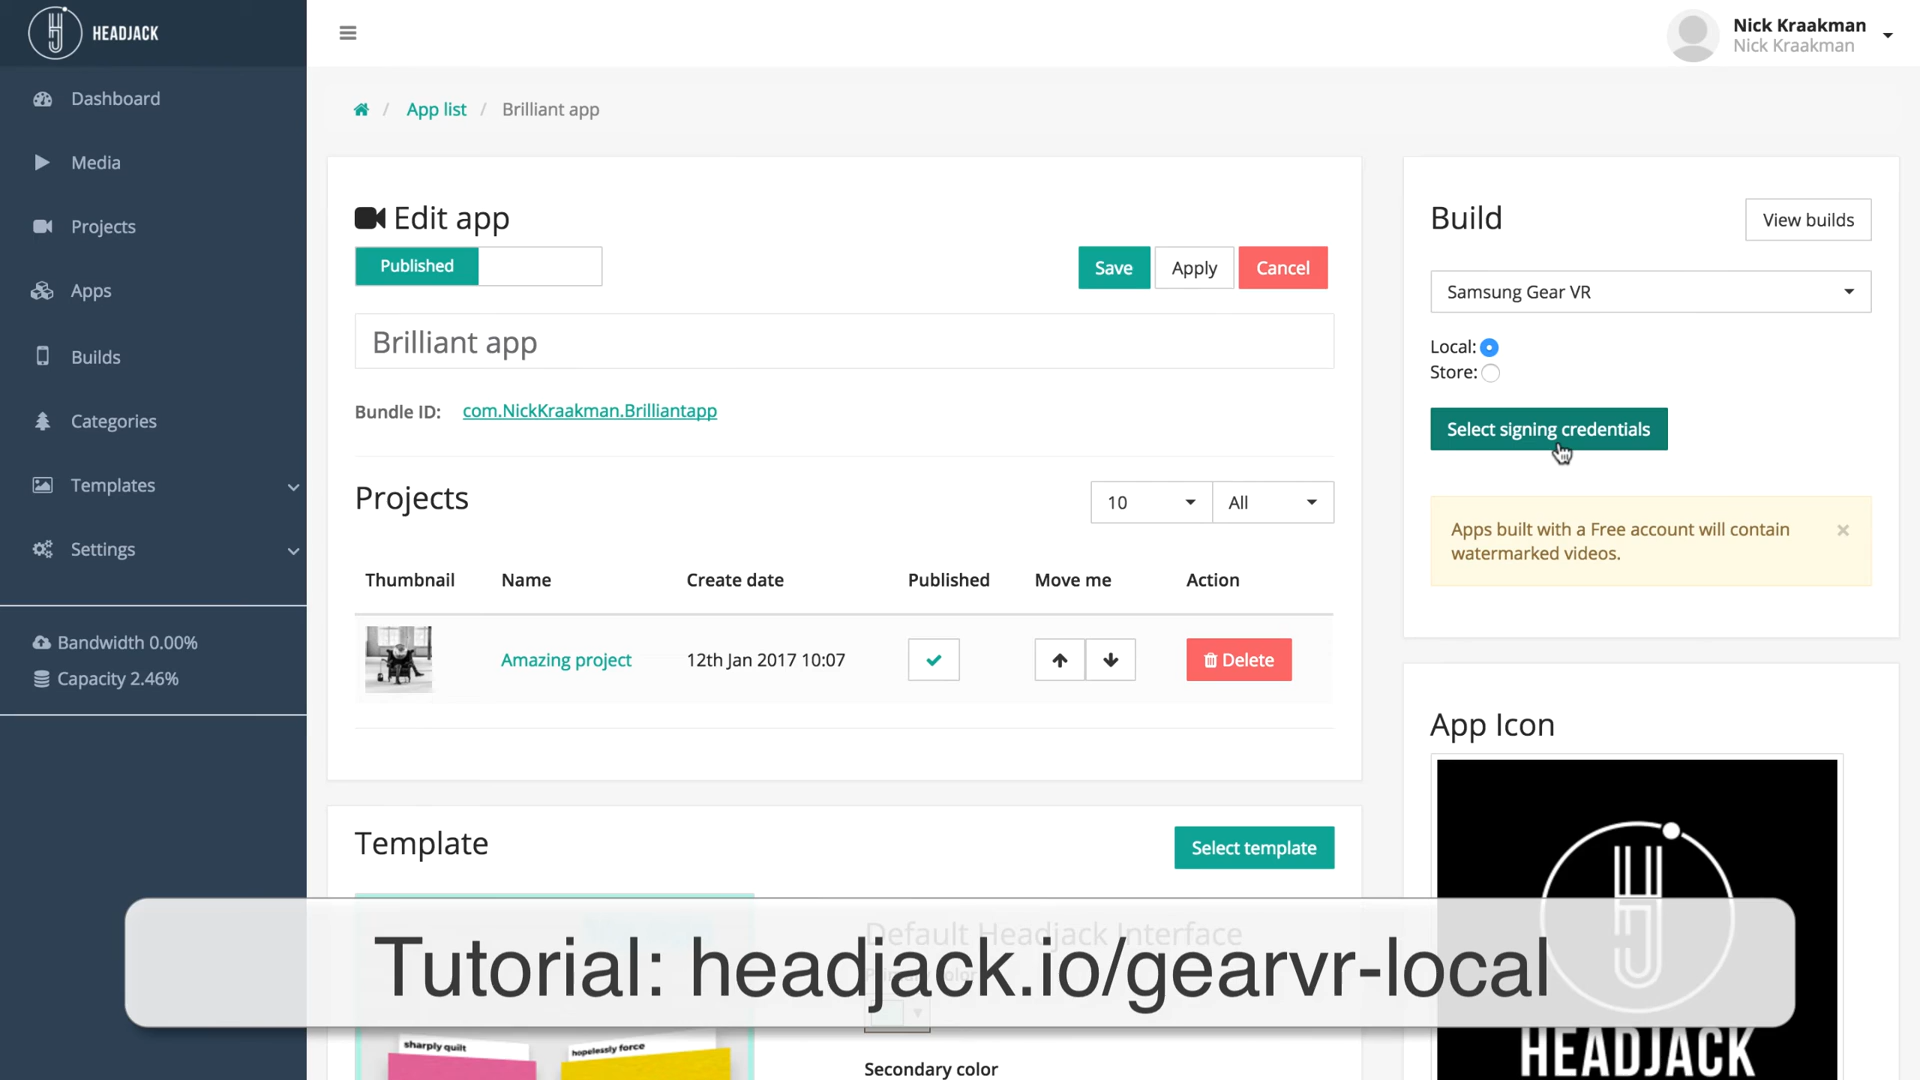 HEADJACK
Nick Kraakman
Nick Kraakman
Dashboard
Media
Projects
Apps
Builds
Categories
Templates
Settings
Bandwidth 0.00%
Capacity 2.46%
/ App list / Brilliant app
Edit app
Published
Save Apply Cancel
Brilliant app
Bundle ID: com.NickKraakman.Brilliantapp
Projects
10 All
Thumbnail Name Create date Published Move me Action
Amazing project 12th Jan 2017 10:07 Delete
Template
Select template
Default Headjack Interface
sharply quilt
hopelessly force
Secondary color
Build
View builds
Samsung Gear VR
Local:
Store:
Select signing credentials
Apps built with a Free account will contain
watermarked videos.
App Icon
HEADJACK
Tutorial: headjack.io/gearvr-local